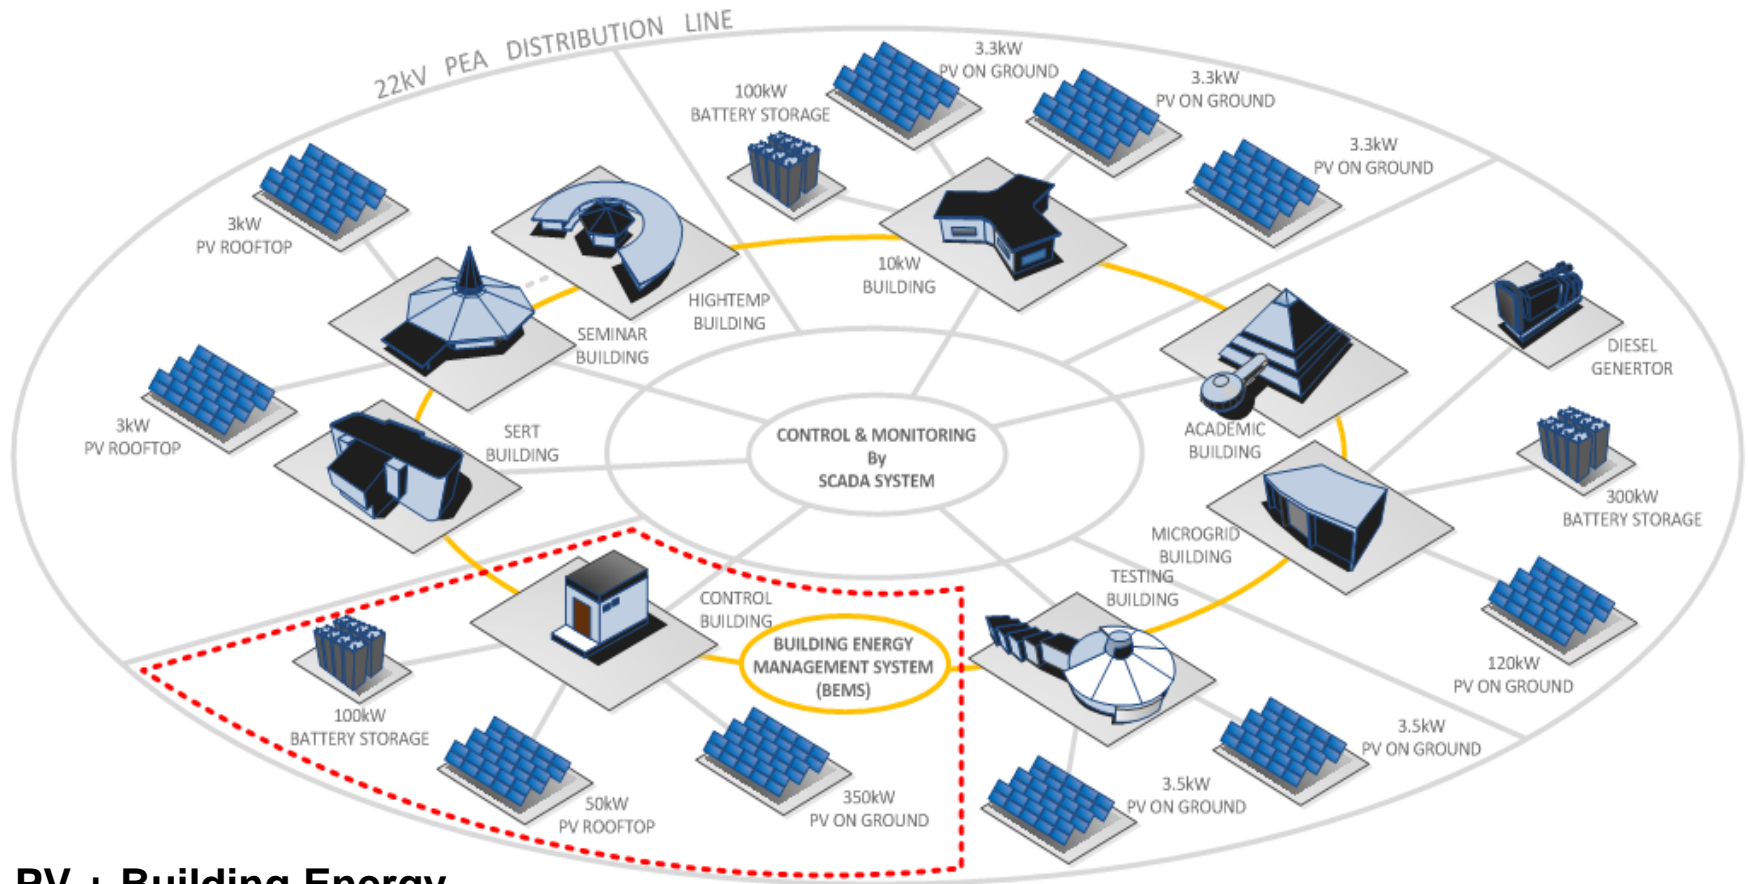 22kV PEA DISTRIBUTION LINE
3.3kW
PV ON GROUND
3.3kW
PV ON GROUND
100kW
BATTERY STORAGE
3.3kW
PV ON GROUND
3kW
PV ROOFTOP
10kW
BUILDING
HIGHTEMP
BUILDING
SEMINAR
BUILDING
DIESEL
GENERTOR
3kW
PV ROOFTOP
SERT
BUILDING
CONTROL & MONITORING
By
SCADA SYSTEM
ACADEMIC
BUILDING
300kW
BATTERY STORAGE
MICROGRID
BUILDING
TESTING
BUILDING
CONTROL
BUILDING
BUILDING ENERGY
MANAGEMENT SYSTEM
(BEMS)
120kW
PV ON GROUND
100kW
BATTERY STORAGE
3.5kW
PV ON GROUND
3.5kW
PV ON GROUND
50kW
PV ROOFTOP
350kW
PV ON GROUND
PV + Building Energy